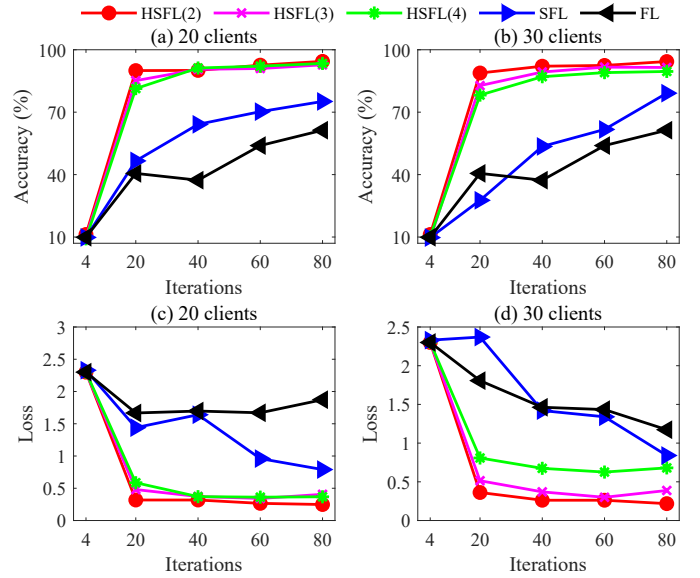 HSFL(2) HSFL(3) HSFL(4) SFL FL
(a) 20 clients
100
70
40
10
Accuracy (%)
4 20 40 60 80
Iterations
(b) 30 clients
100
70
40
10
Accuracy (%)
4 20 40 60 80
Iterations
(c) 20 clients
3
2.5
2
1.5
1
0.5
0
Loss
4 20 40 60 80
Iterations
(d) 30 clients
2.5
2
1.5
1
0.5
0
Loss
4 20 40 60 80
Iterations